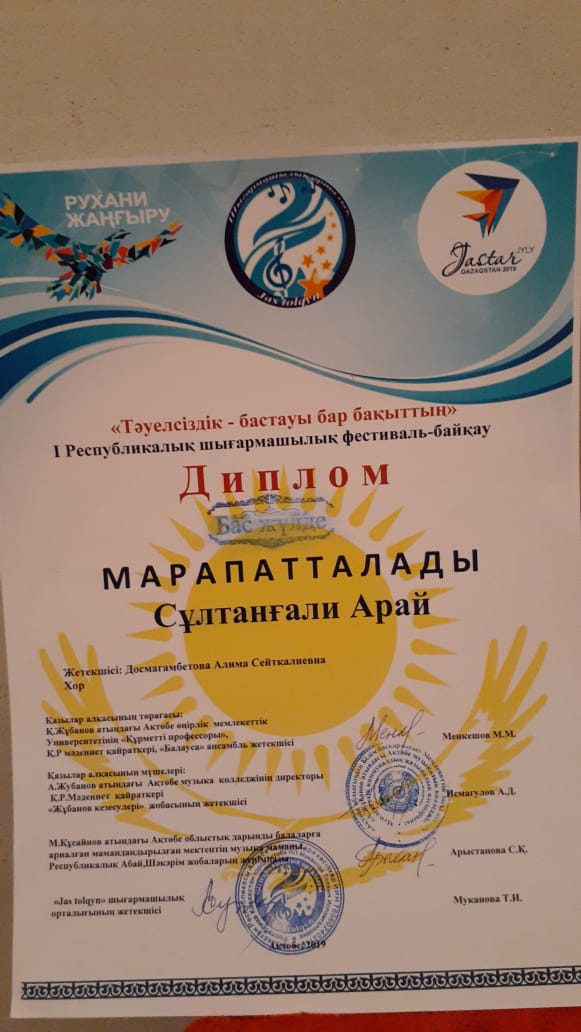 РУХАНИ
ЖАҢҒЫРУ
Jas tolqyn
Jastar JYLY
QAZAQSTAN 2019
«Тәуелсіздік - бастауы бар бақыттың»
І Республикалық шығармашылық фестиваль-байқау
Диплом
Бас жүлде
МАРАПАТТАЛАДЫ
Сұлтанғали Арай
Жетекшісі: Досмагамбетова Алима Сейткалиевна
Хор
Қазылар алқасының төрағасы:
Қ.Жұбанов атындағы Ақтөбе өңірлік мемлекеттік
Университетінің «Құрметті профессоры»,
Қ.Р мәдениет қайраткері, «Балауса» ансамбль жетекшісі
Менкешов М.М.
Қазылар алқасының мүшелері:
А.Жубанов атындағы Ақтөбе музыка колледжінің директоры
Қ.Р.Мәдениет қайраткері
«Жұбанов кезесулері» жобасының жетекшісі
Исмагулов А.Д.
М.Құсайнов атындағы Ақтөбе облыстық дарынды балаларға
арналған мамандандырылған мектептің музыка маманы
Республикалық Абай,Шәкәрім жобаларын жеңімпазы
Арыстанова С.Қ.
«Jas tolqyn» шығармашылық
орталығының жетекшісі
Муканова Т.И.
Ақтөбе, 2019